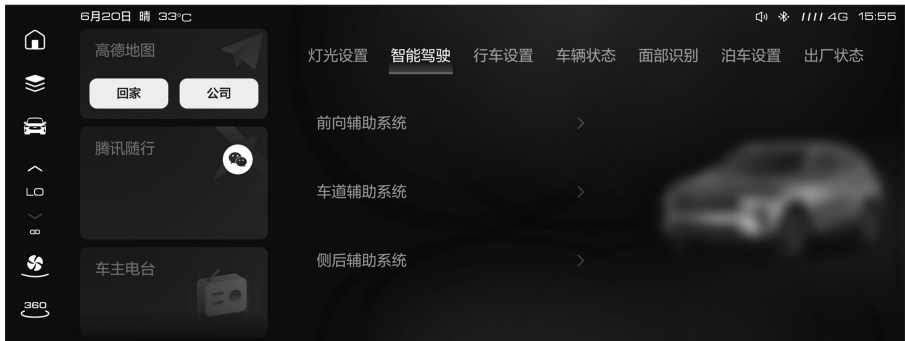 6月20日 晴 33°C
4G 15:55
高德地图
回家 公司
腾讯随行
车主电台
LO
360
灯光设置 智能驾驶 行车设置 车辆状态 面部识别 泊车设置 出厂状态
前向辅助系统
车道辅助系统
侧后辅助系统